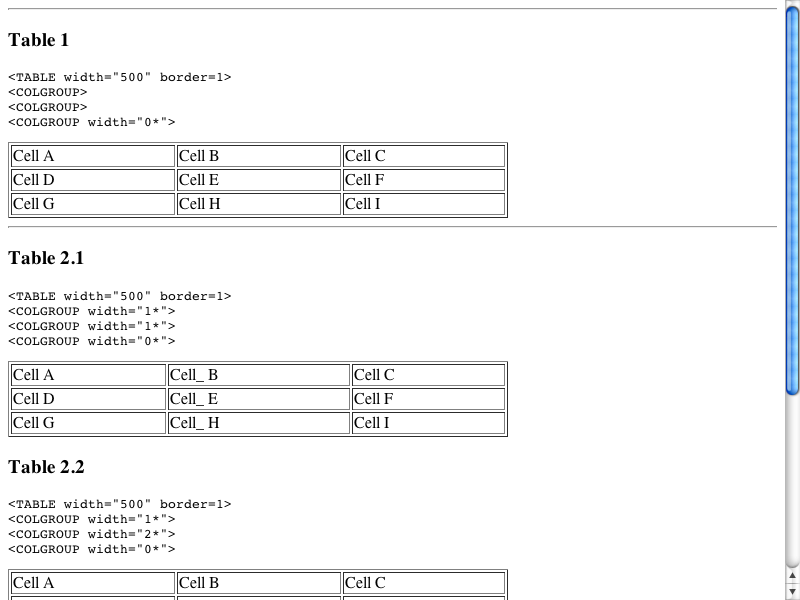 Table 1
<TABLE width="500" border=1>
<COLGROUP>
<COLGROUP>
<COLGROUP width="0*">
Cell A Cell B Cell C
Cell D Cell E Cell F
Cell G Cell H Cell I
Table 2.1
<TABLE width="500" border=1>
<COLGROUP width="1*">
<COLGROUP width="1*">
<COLGROUP width="0*">
Cell A Cell_ B Cell C
Cell D Cell_ E Cell F
Cell G Cell_ H Cell I
Table 2.2
<TABLE width="500" border=1>
<COLGROUP width="1*">
<COLGROUP width="2*">
<COLGROUP width="0*">
Cell A Cell B Cell C